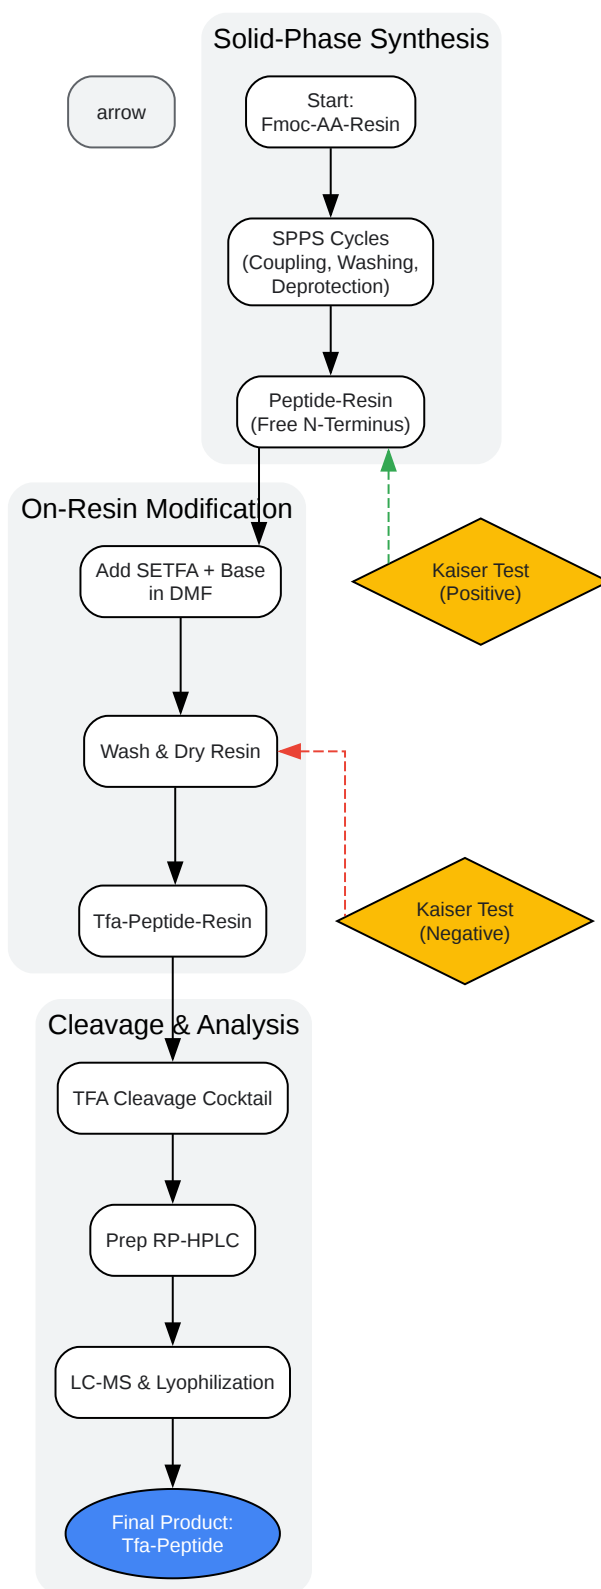 Solid-Phase Synthesis
arrow
Start:
Fmoc-AA-Resin
SPPS Cycles
(Coupling, Washing,
Deprotection)
Peptide-Resin
(Free N-Terminus)
On-Resin Modification
Add SETFA + Base
in DMF
Kaiser Test
(Positive)
Wash & Dry Resin
Tfa-Peptide-Resin
Kaiser Test
(Negative)
Cleavage & Analysis
TFA Cleavage Cocktail
Prep RP-HPLC
LC-MS & Lyophilization
Final Product:
Tfa-Peptide